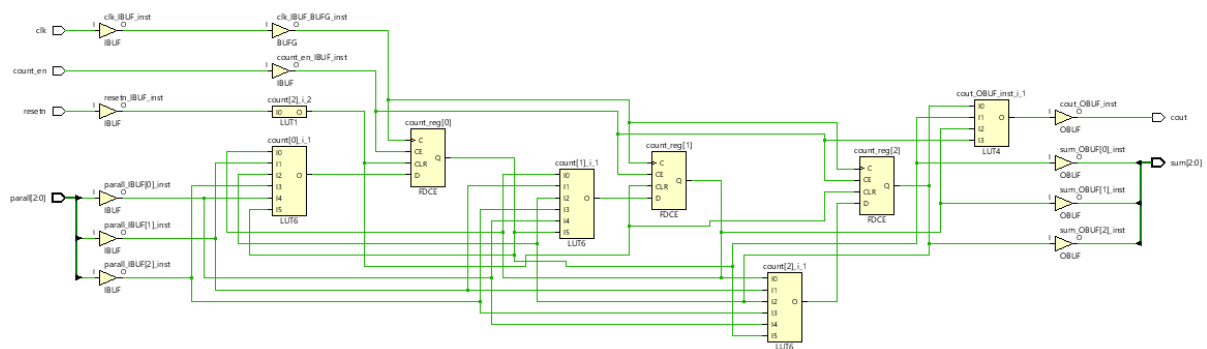 clk
I
clk_IBUF_inst
O
IBUF
I
clk_IBUF_BUFG_inst
O
BUFG
count_en
I
count_en_IBUF_inst
O
IBUF
resetn
I
resetn_IBUF_inst
O
IBUF
count[2]_i_2
I0 O
LUT1
count[0]_i_1
I0
I1
I2
I3 O
I4
I5
LUT6
count_reg[0]
C
CE Q
CLR
D
FDCE
count[1]_i_1
I0
I1
I2 O
I3
I4
I5
LUT6
count_reg[1]
C
CE Q
CLR
D
FDCE
count_reg[2]
C
CE Q
CLR
D
FDCE
cout_OBUF_inst_i_1
I0
I1 O
I2
I3
LUT4
I
cout_OBUF_inst
O
OBUF
cout
parall[2:0]
I
parall_IBUF[0]_inst
O
IBUF
I
parall_IBUF[1]_inst
O
IBUF
I
parall_IBUF[2]_inst
O
IBUF
count[2]_i_1
I0
I1
I2 O
I3
I4
I5
LUT6
I
sum_OBUF[0]_inst
O
OBUF
sum[2:0]
I
sum_OBUF[1]_inst
O
OBUF
I
sum_OBUF[2]_inst
O
OBUF